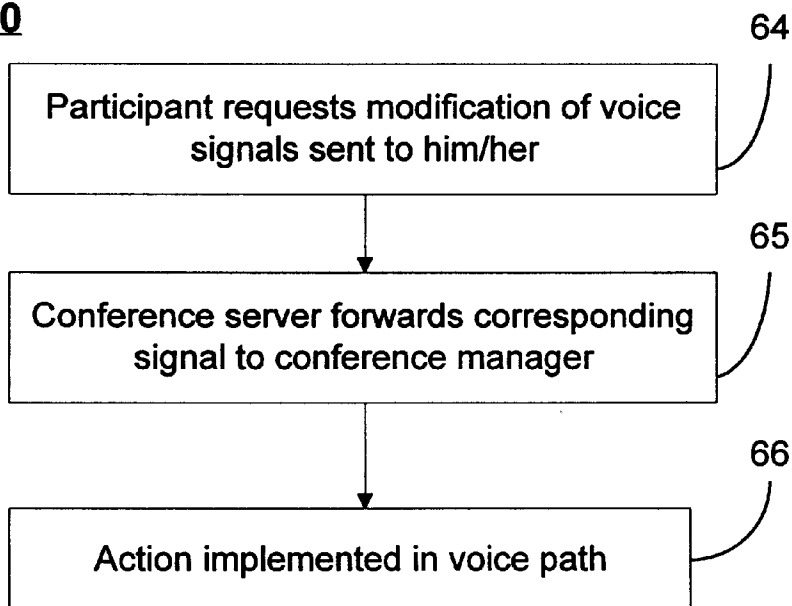 0
64
Participant requests modification of voice
signals sent to him/her
65
Conference server forwards corresponding
signal to conference manager
66
Action implemented in voice path